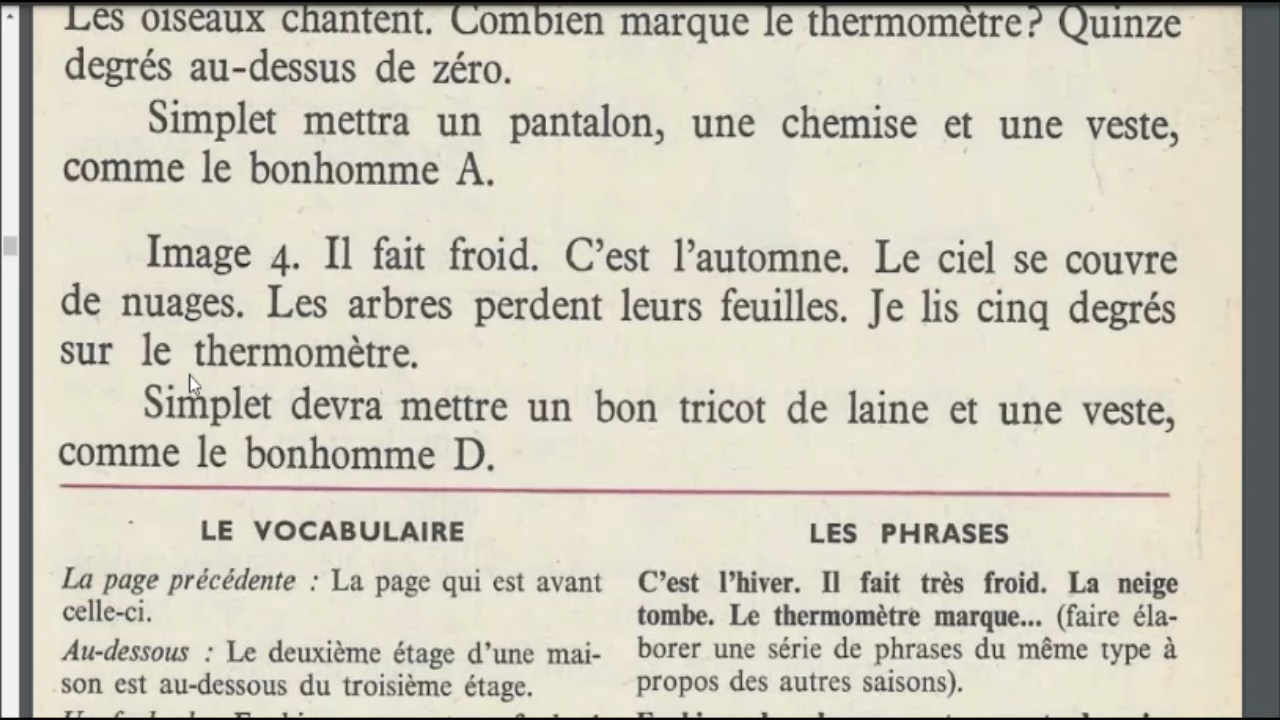 Les oiseaux chantent. Combien marque le thermomètre? Quinze
degrés au-dessus de zéro.
Simplet mettra un pantalon, une chemise et une veste,
comme le bonhomme A.
Image 4. Il fait froid. C'est l'automne. Le ciel se couvre
de nuages. Les arbres perdent leurs feuilles. Je lis cinq degrés
sur le thermomètre.
Simplet devra mettre un bon tricot de laine et une veste,
comme le bonhomme D.
LE VOCABULAIRE
La page précédente : La page qui est avant
celle-ci.
Au-dessous : Le deuxième étage d'une mai-
son est au-dessous du troisième étage.
LES PHRASES
C'est l'hiver. Il fait très froid. La neige
tombe. Le thermomètre marque... (faire éla-
borer une série de phrases du même type à
propos des autres saisons).